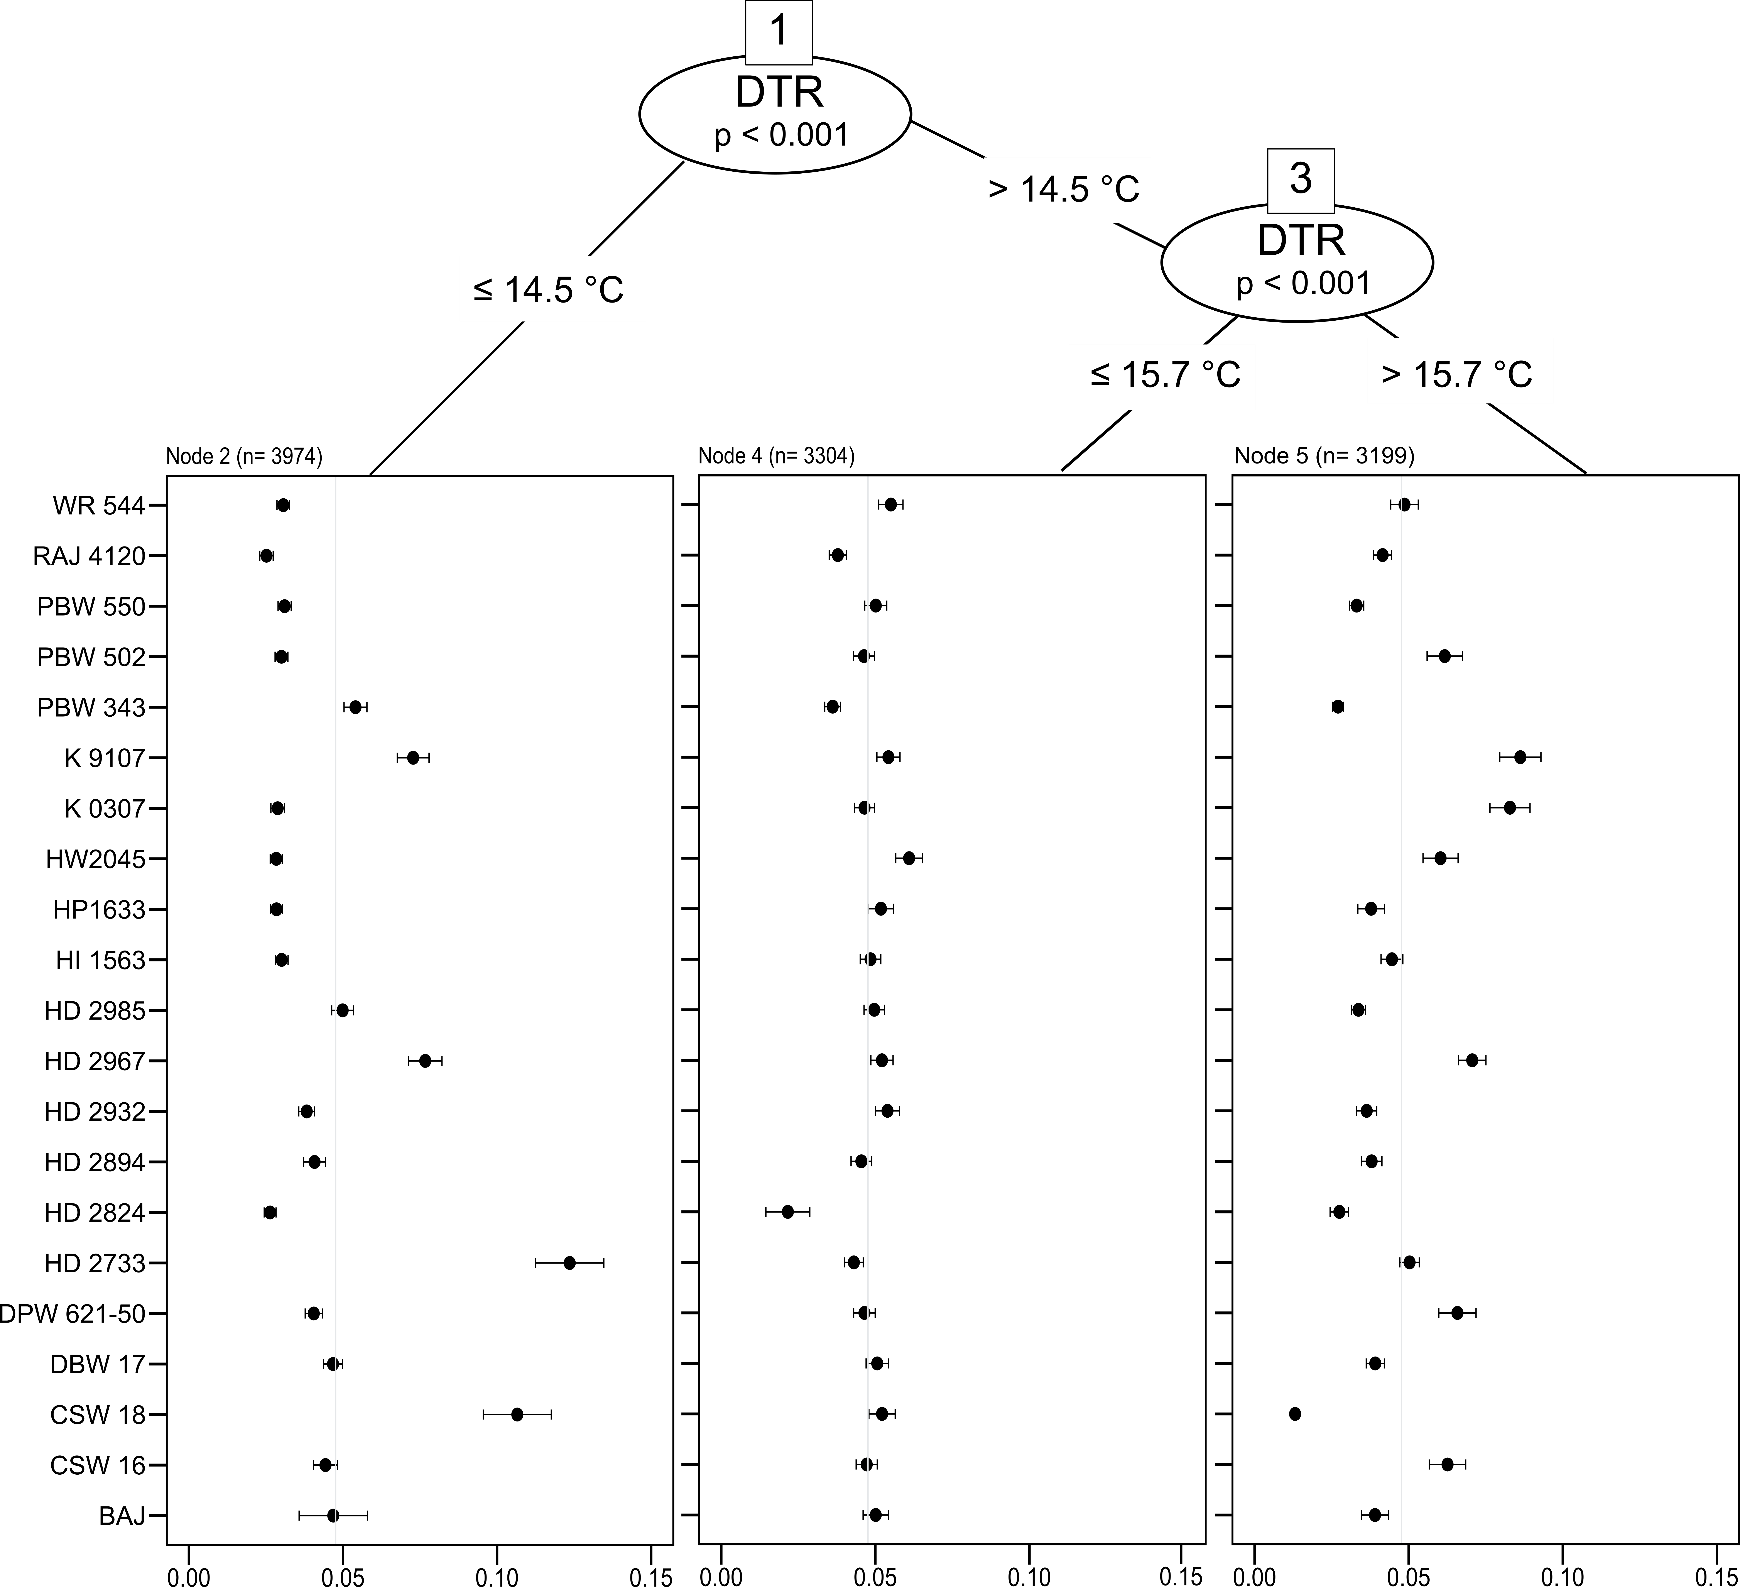 1
DTR
p < 0.001
> 14.5 °C
3
DTR
p < 0.001
≤ 14.5 °C
≤ 15.7 °C
> 15.7 °C
Node 2 (n= 3974)
Node 4 (n= 3304)
Node 5 (n= 3199)
WR 544
RAJ 4120
PBW 550
PBW 502
PBW 343
K 9107
K 0307
HW2045
HP1633
HI 1563
HD 2985
HD 2967
HD 2932
HD 2894
HD 2824
HD 2733
DPW 621-50
DBW 17
CSW 18
CSW 16
BAJ
0.00 0.05 0.10 0.15
0.00 0.05 0.10 0.15
0.00 0.05 0.10 0.15